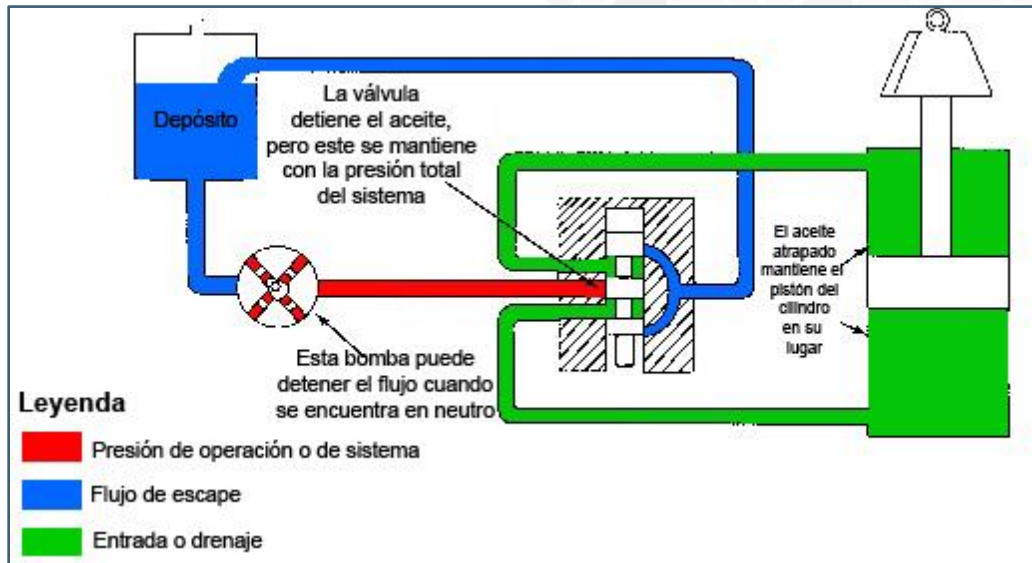 Depósito
La válvula
detiene el aceite,
pero este se mantiene
con la presión total
del sistema
El aceite
atrapado
mantiene el
pistón del
cilindro
en su
lugar
Esta bomba puede
detener el flujo cuando
se encuentra en neutro
Leyenda
Presión de operación o de sistema
Flujo de escape
Entrada o drenaje